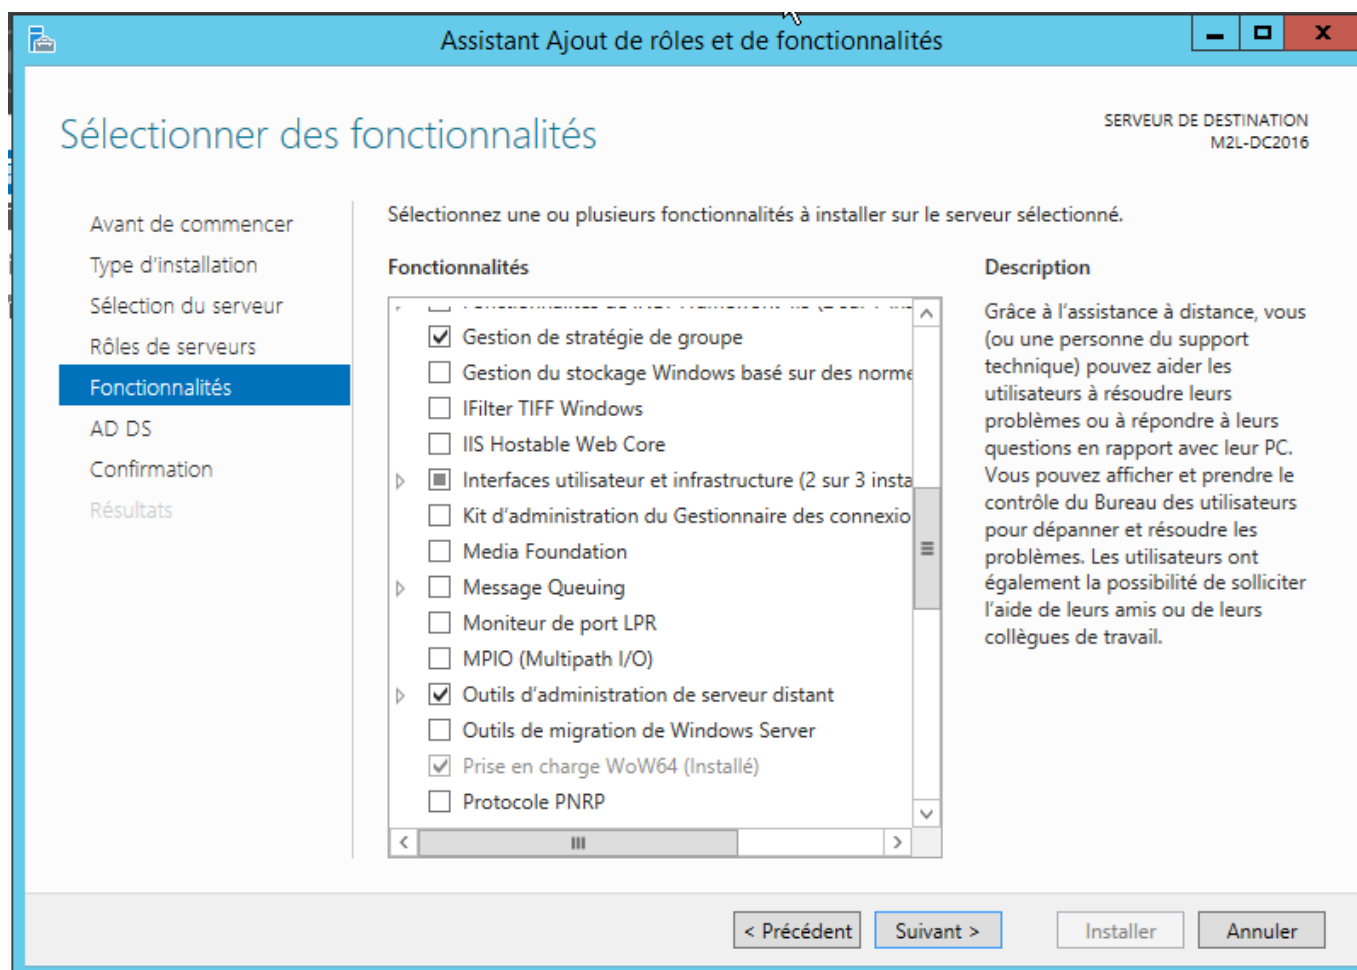 Assistant Ajout de rôles et de fonctionnalités
Sélectionner des fonctionnalités
SERVEUR DE DESTINATION
M2L-DC2016
Avant de commencer
Type d'installation
Sélection du serveur
Rôles de serveurs
Fonctionnalités
AD DS
Confirmation
Résultats
Sélectionnez une ou plusieurs fonctionnalités à installer sur le serveur sélectionné.
Fonctionnalités
Gestion de stratégie de groupe
Gestion du stockage Windows basé sur des norme
IFilter TIFF Windows
IIS Hostable Web Core
Interfaces utilisateur et infrastructure (2 sur 3 insta
Kit d'administration du Gestionnaire des connexio
Media Foundation
Message Queuing
Moniteur de port LPR
MPIO (Multipath I/O)
Outils d'administration de serveur distant
Outils de migration de Windows Server
Prise en charge WoW64 (Installé)
Protocole PNRP
Description
Grâce à l'assistance à distance, vous
(ou une personne du support
technique) pouvez aider les
utilisateurs à résoudre leurs
problèmes ou à répondre à leurs
questions en rapport avec leur PC.
Vous pouvez afficher et prendre le
contrôle du Bureau des utilisateurs
pour dépanner et résoudre les
problèmes. Les utilisateurs ont
également la possibilité de solliciter
l'aide de leurs amis ou de leurs
collègues de travail.
< Précédent
Suivant >
Installer
Annuler